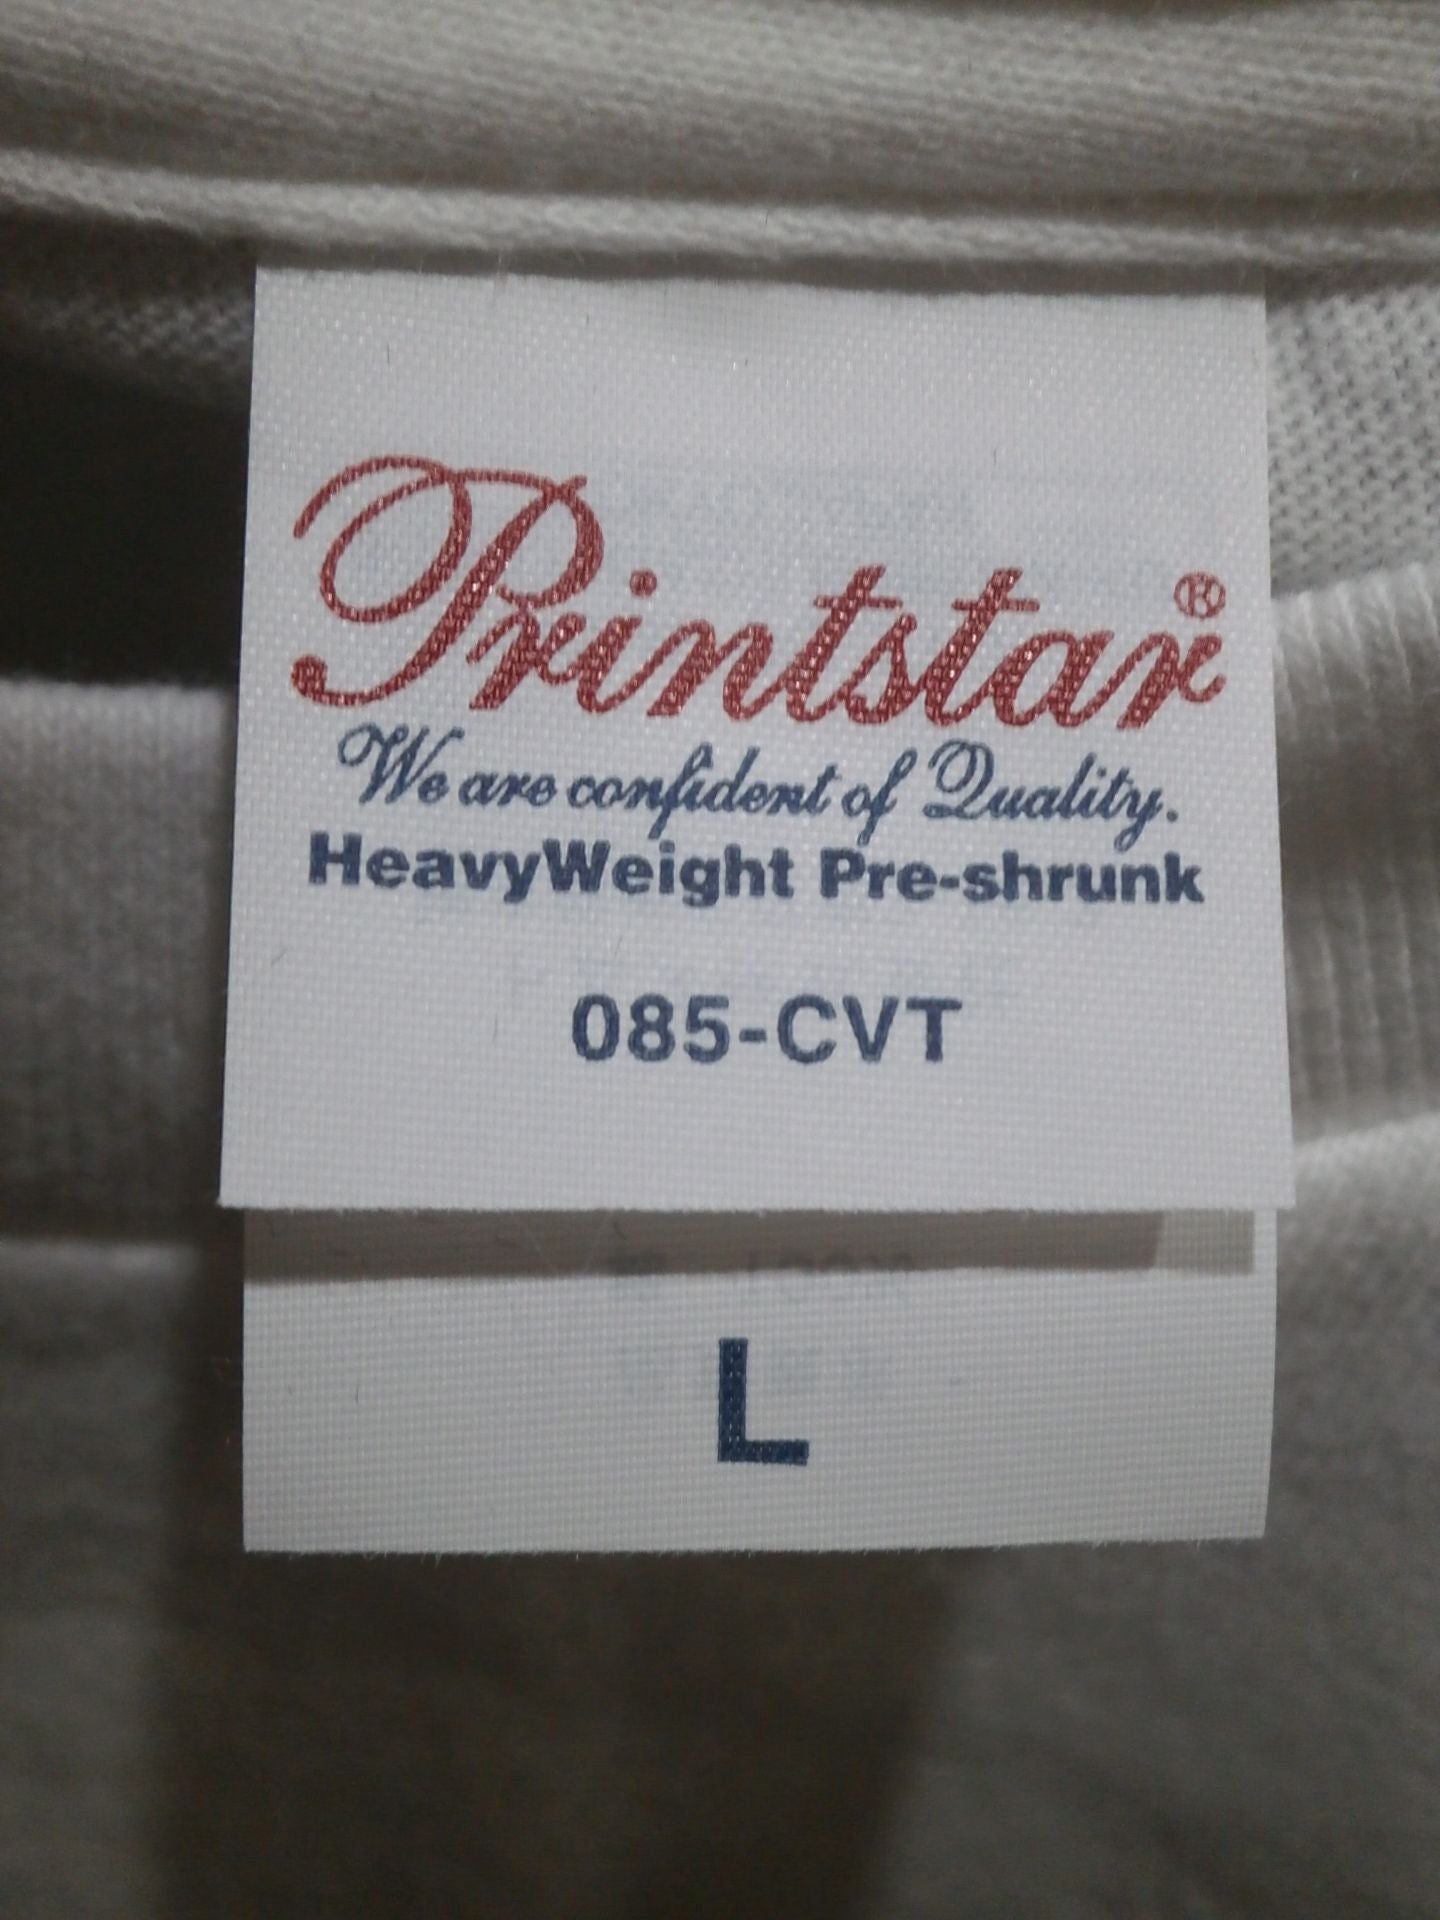 Printstar®
We are confident of Quality.
HeavyWeight Pre-shrunk
085-CVT
L